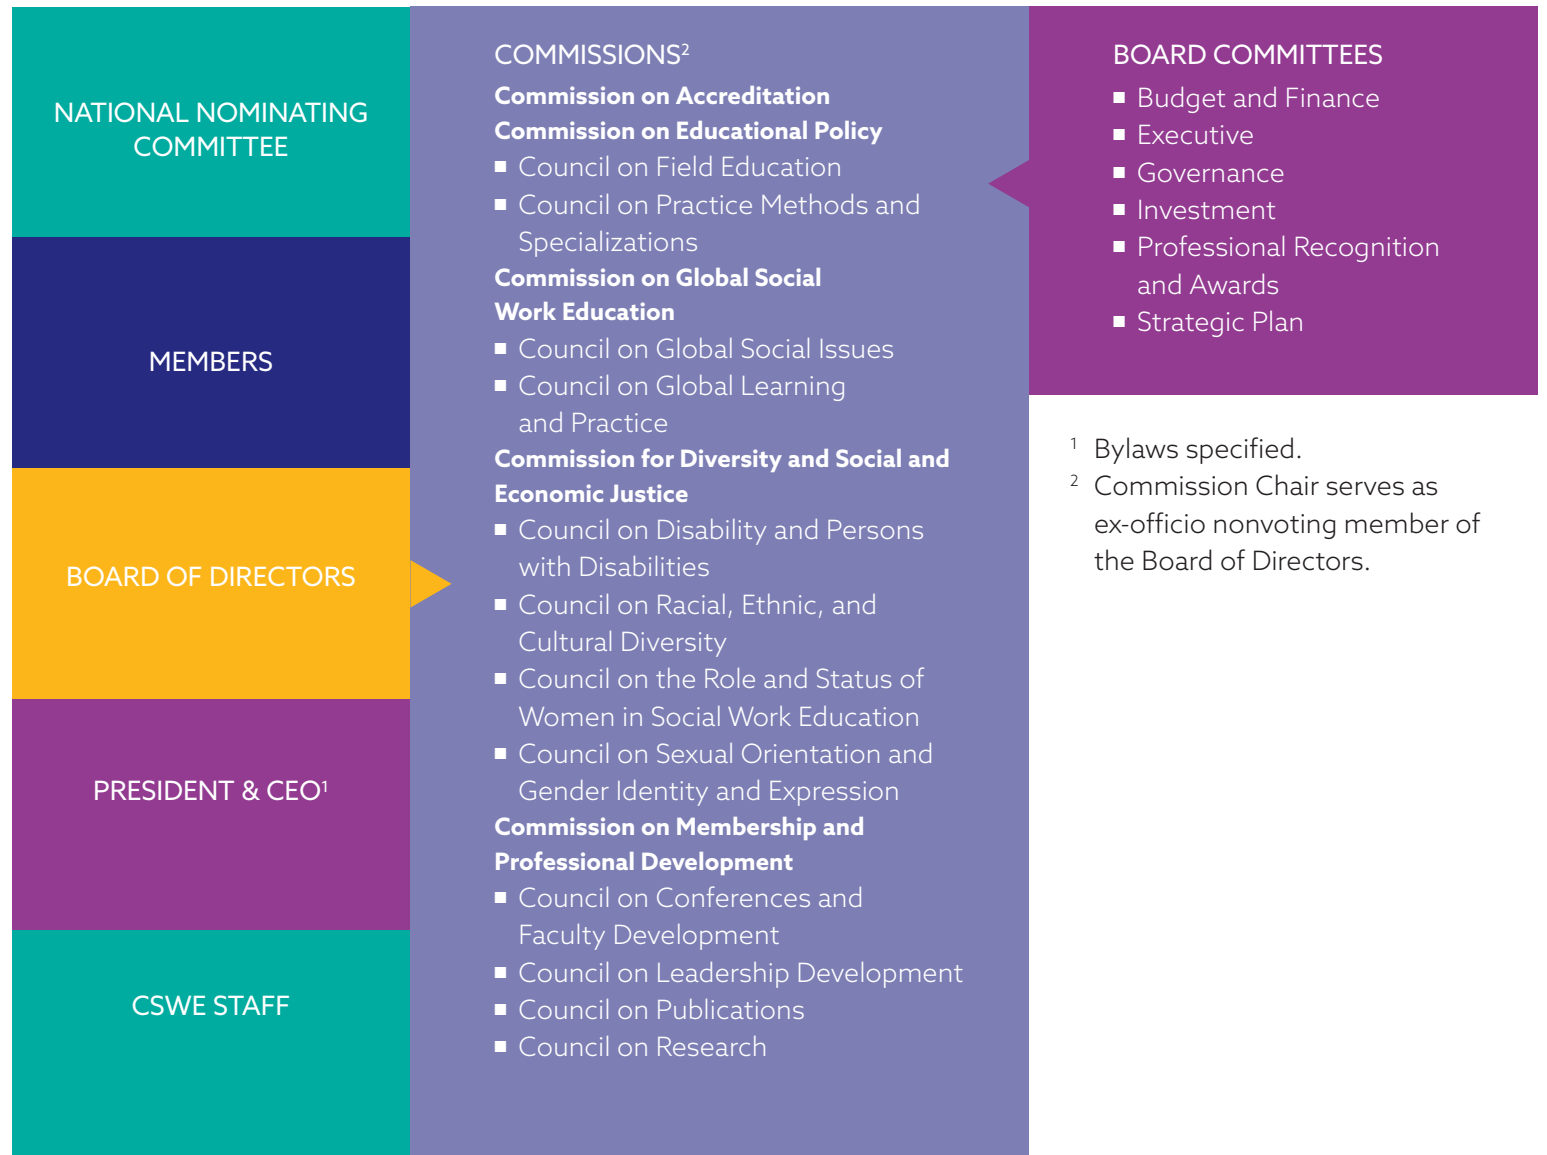 NATIONAL NOMINATING
COMMITTEE
MEMBERS
BOARD OF DIRECTORS
PRESIDENT & CEO¹
CSWE STAFF
COMMISSIONS²
Commission on Accreditation
Commission on Educational Policy
■ Council on Field Education
■ Council on Practice Methods and
Specializations
Commission on Global Social
Work Education
■ Council on Global Social Issues
■ Council on Global Learning
and Practice
Commission for Diversity and Social and
Economic Justice
■ Council on Disability and Persons
with Disabilities
■ Council on Racial, Ethnic, and
Cultural Diversity
■ Council on the Role and Status of
Women in Social Work Education
■ Council on Sexual Orientation and
Gender Identity and Expression
Commission on Membership and
Professional Development
■ Council on Conferences and
Faculty Development
■ Council on Leadership Development
■ Council on Publications
■ Council on Research
BOARD COMMITTEES
■ Budget and Finance
■ Executive
■ Governance
■ Investment
■ Professional Recognition
and Awards
■ Strategic Plan
¹ Bylaws specified.
² Commission Chair serves as
ex-officio nonvoting member of
the Board of Directors.